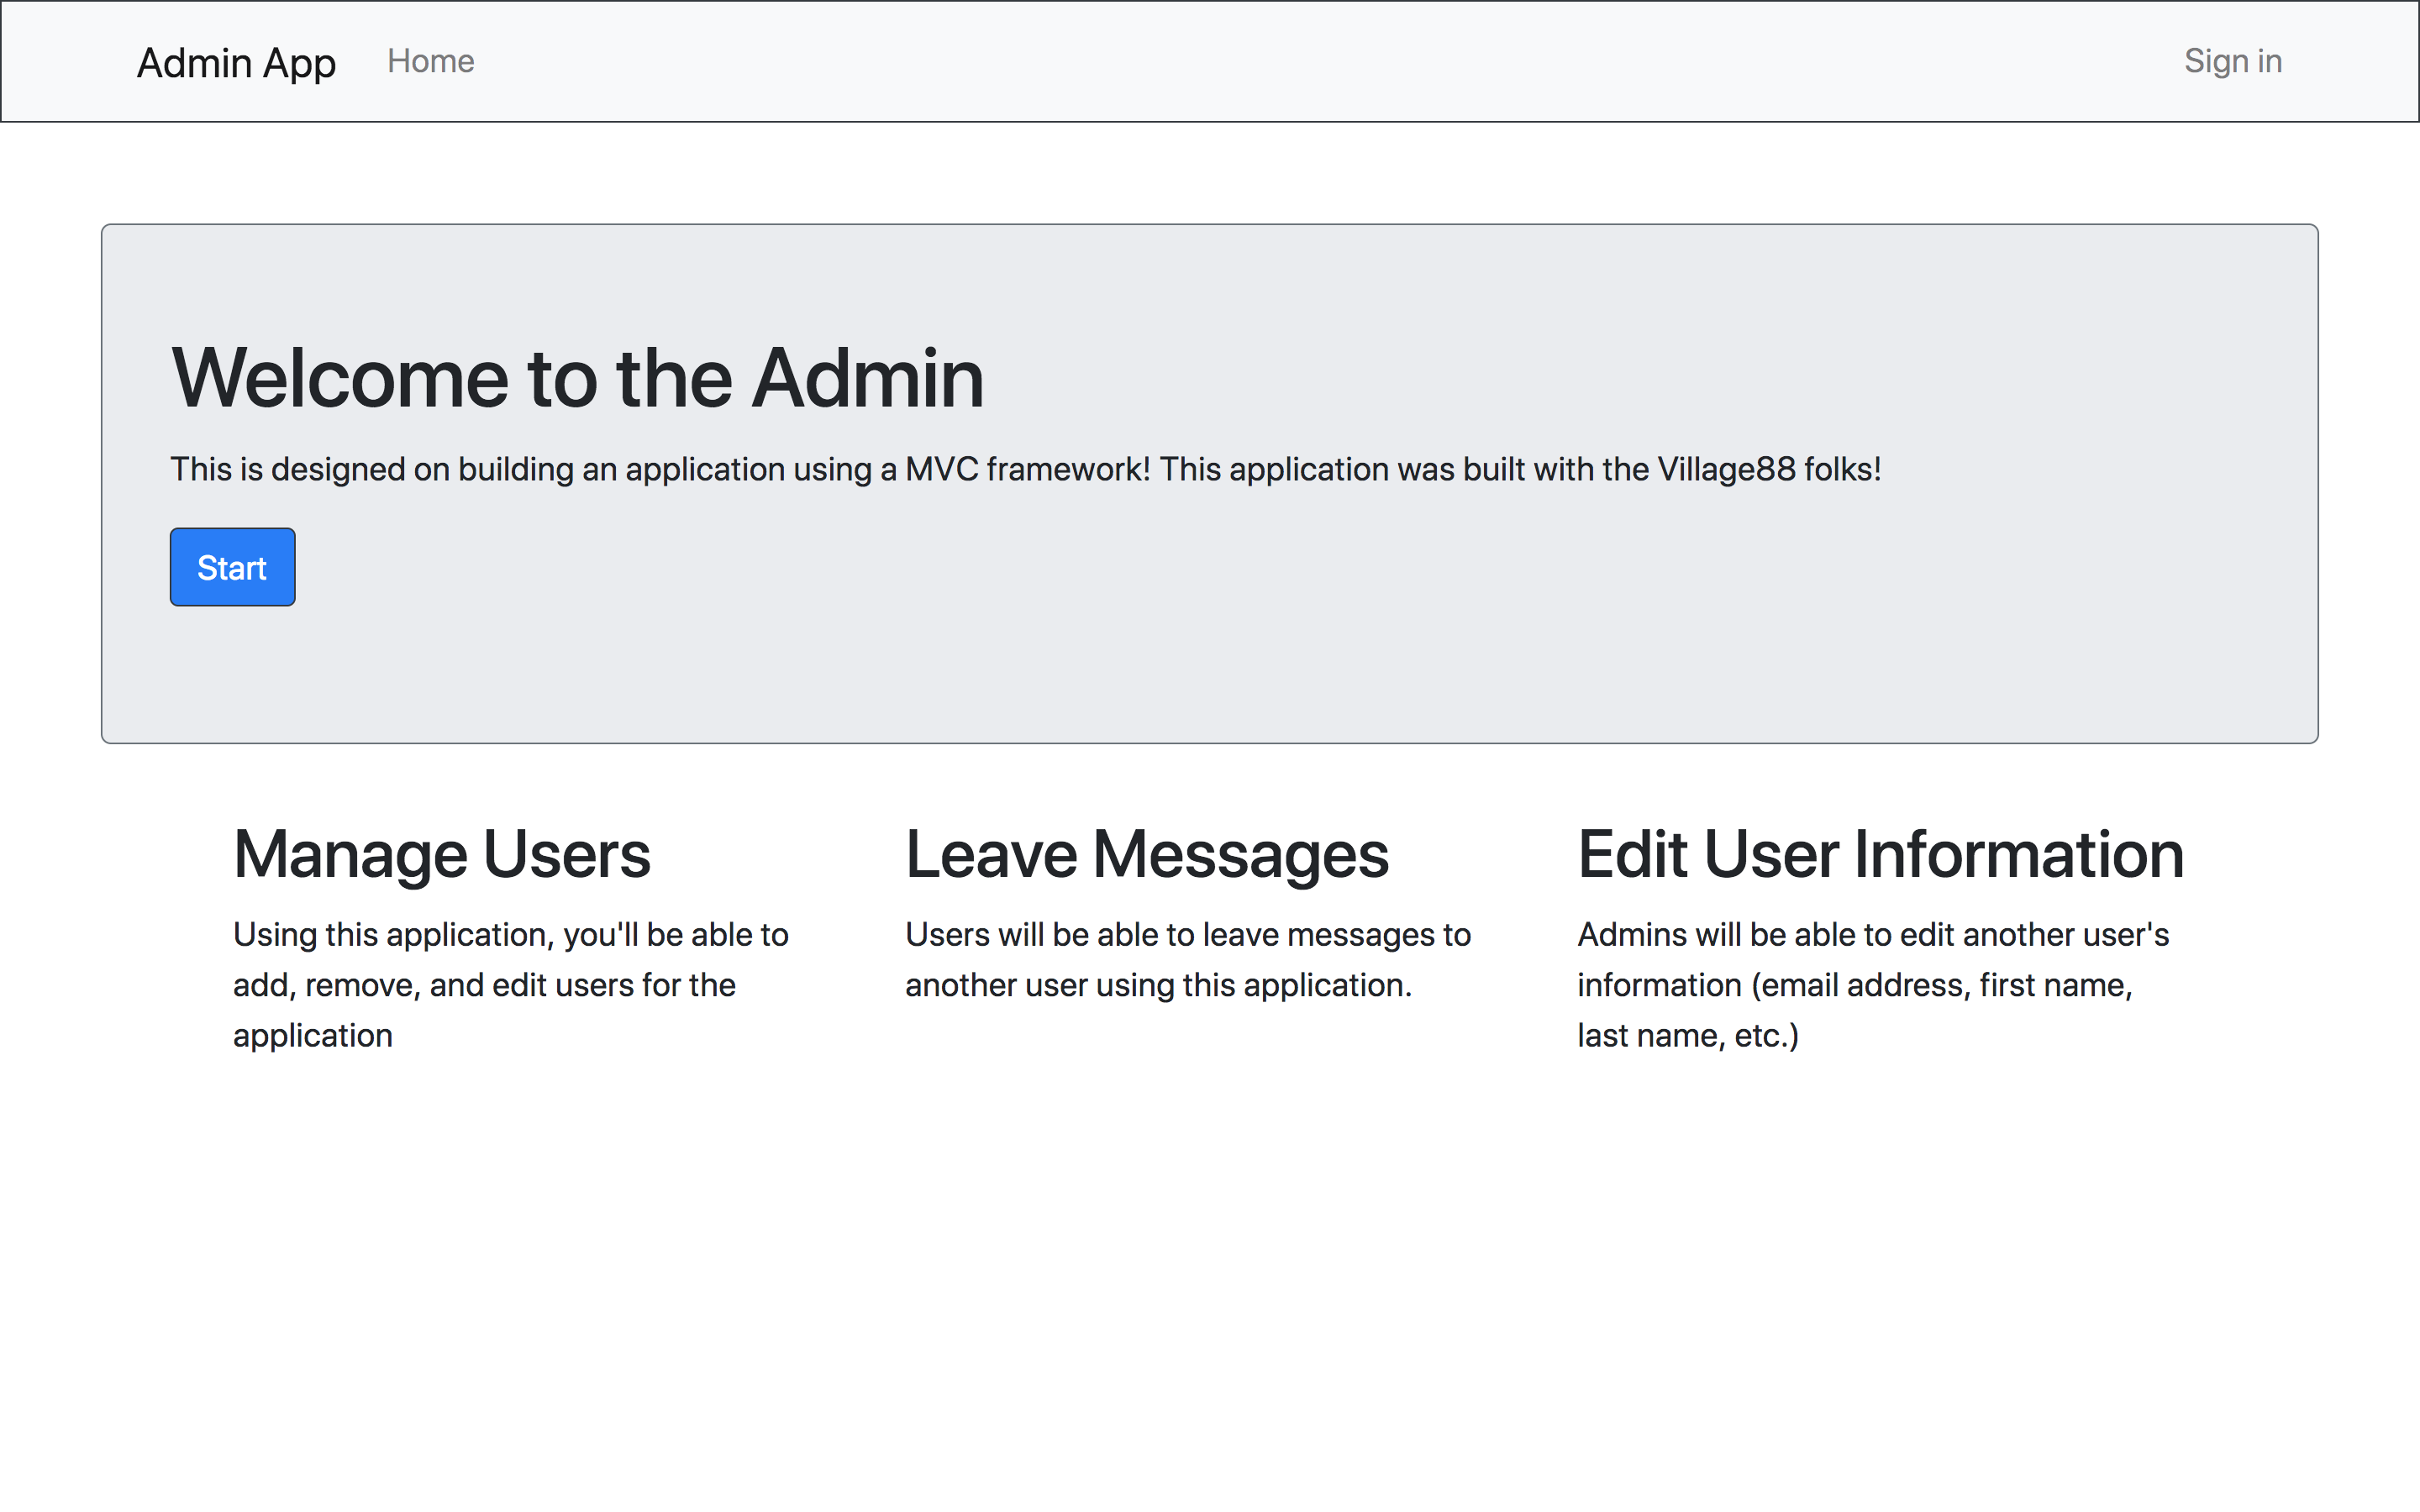 Admin App Home Sign in
Welcome to the Admin
This is designed on building an application using a MVC framework! This application was built with the Village88 folks!
Start
Manage Users
Using this application, you'll be able to
add, remove, and edit users for the
application
Leave Messages
Users will be able to leave messages to
another user using this application.
Edit User Information
Admins will be able to edit another user's
information (email address, first name,
last name, etc.)